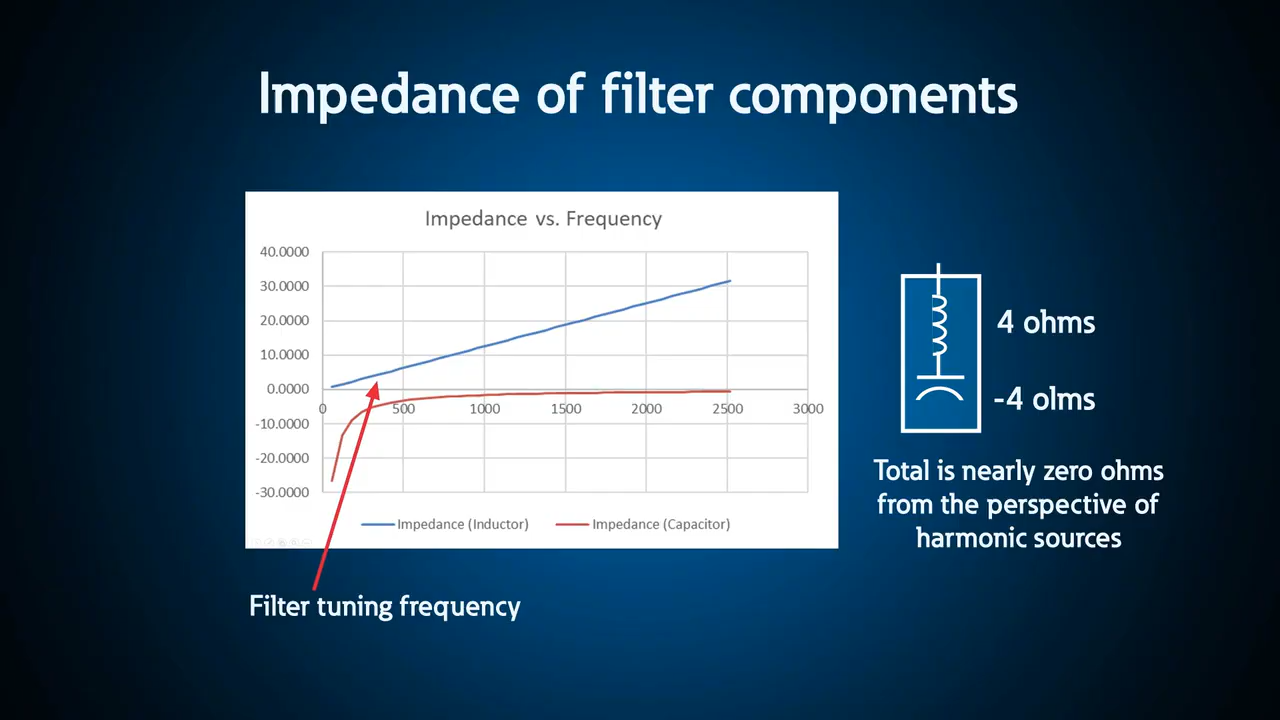 Impedance of filter components
Impedance vs. Frequency
40.0000
30.0000
20.0000
10.0000
0.0000
0 500 1000 1500 2000 2500 3000
-10.0000
-20.0000
-30.0000
Impedance (Inductor) Impedance (Capacitor)
4 ohms
-4 olms
Total is nearly zero ohms
from the perspective of
harmonic sources
Filter tuning frequency